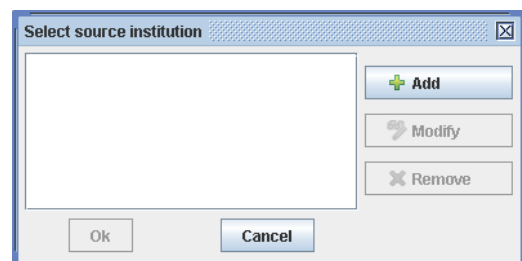 Select source institution
Add
Modify
Remove
Ok
Cancel